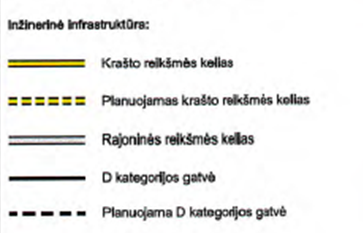 Inžinerinė infrastruktūra:
Krašto reikšmės kelias
Planuojamas krašto reikšmės kelias
Rajoninės reikšmės kelias
D kategorijos gatvė
Planuojama D kategorijos gatvė